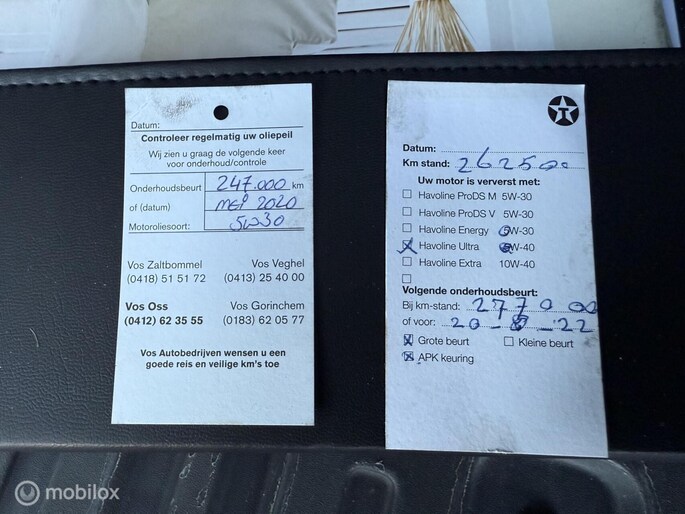 Datum:
Controleer regelmatig uw oliepeil
Wij zien u graag de volgende keer
voor onderhoud/controle
Onderhoudsbeurt 247.000 km
of (datum) MEI 2020
Motoroliesoort: 5W30
Vos Zaltbommel
(0418) 51 51 72
Vos Veghel
(0413) 25 40 00
Vos Oss
(0412) 62 35 55
Vos Gorinchem
(0183) 62 05 77
Vos Autobedrijven wensen u een
goede reis en veilige km's toe
T
Datum:
Km stand: 262500
Uw motor is ververst met:
Havoline ProDS M 5W-30
Havoline ProDS V 5W-30
Havoline Energy 5W-30
Havoline Ultra 5W-40
Havoline Extra 10W-40
Volgende onderhoudsbeurt:
Bij km-stand: 277000
of voor: 20-8-22
Grote beurt Kleine beurt
APK keuring
mobilox